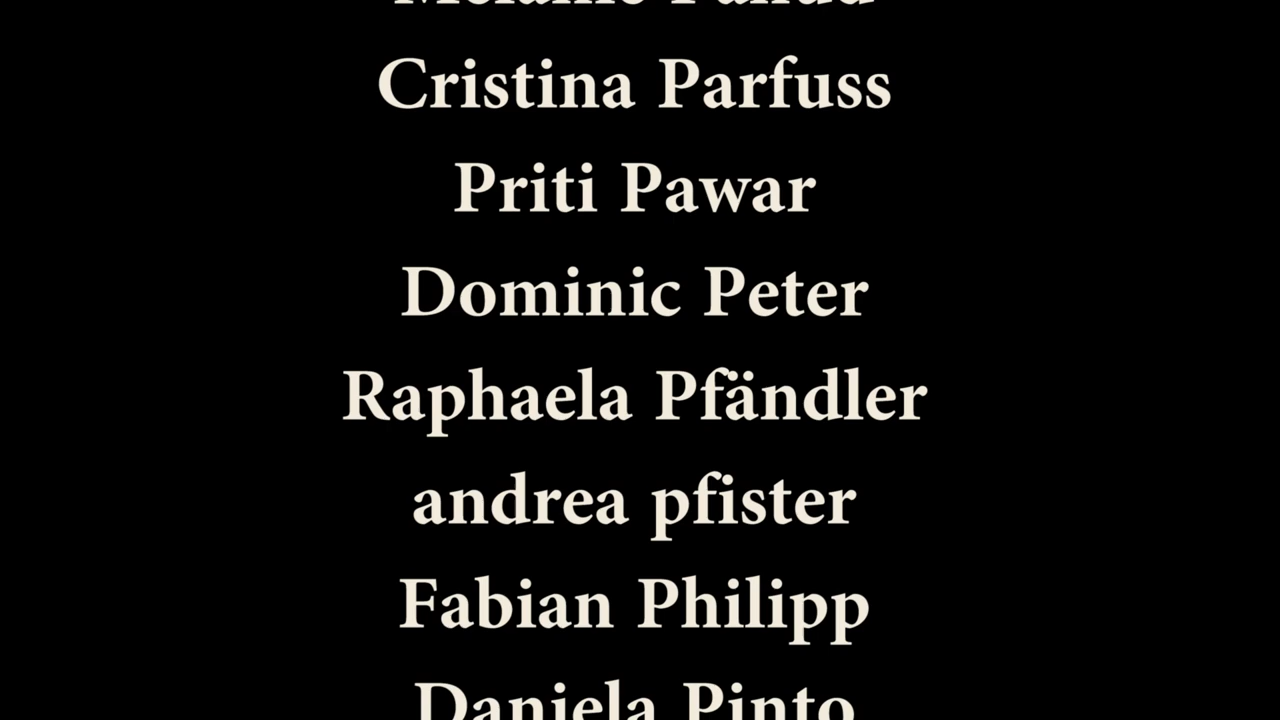 Cristina Parfuss
Priti Pawar
Dominic Peter
Raphaela Pfändler
andrea pfister
Fabian Philipp
Daniela Pinto